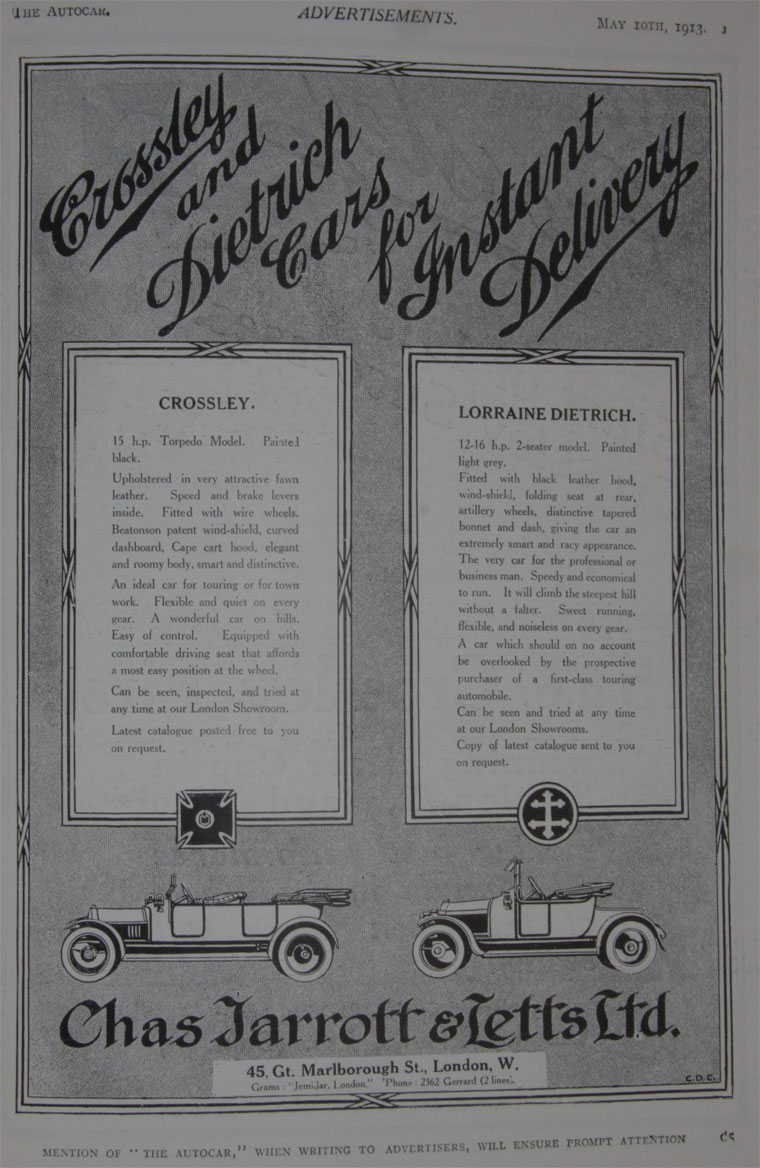 THE AUTOCAR.
ADVERTISEMENTS.
MAY 10TH, 1913. 1
Crossley
and
Dietrich
Cars
for
Instant
Delivery
CROSSLEY.
15 h.p. Torpedo Model. Painted
black.
Upholstered in very attractive fawn
leather. Speed and brake levers
inside. Fitted with wire wheels.
Beatonson patent wind-shield, curved
dashboard, Cape cart hood, elegant
and roomy body, smart and distinctive.
An ideal car for touring or for town
work. Flexible and quiet on every
gear. A wonderful car on hills.
Easy of control. Equipped with
comfortable driving seat that affords
a most easy position at the wheel.
Can be seen, inspected, and tried at
any time at our London Showroom.
Latest catalogue posted free to you
on request.
LORRAINE DIETRICH.
12-16 h.p. 2-seater model. Painted
light grey.
Fitted with black leather hood,
wind-shield, folding seat at rear,
artillery wheels, distinctive tapered
bonnet and dash, giving the car an
extremely smart and racy appearance.
The very car for the professional or
business man. Speedy and economical
to run. It will climb the steepest hill
without a falter. Sweet running,
flexible, and noiseless on every gear.
A car which should on no account
be overlooked by the prospective
purchaser of a first-class touring
automobile.
Can be seen and tried at any time
at our London Showrooms.
Copy of latest catalogue sent to you
on request.
Chas Jarrott & Letts Ltd.
45, Gt. Marlborough St., London, W.
Grams: "Jemijar, London." 'Phone: 2362 Gerrard (2 lines).
C.D.C.
MENTION OF "THE AUTOCAR," WHEN WRITING TO ADVERTISERS, WILL ENSURE PROMPT ATTENTION